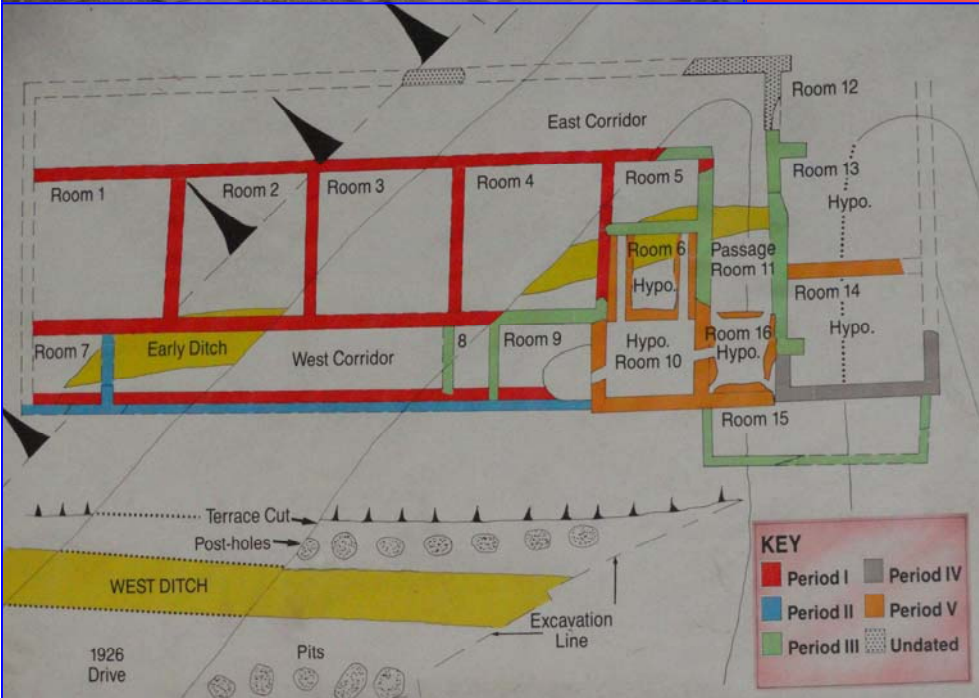 Room 12
East Corridor
Room 1
Room 2
Room 3
Room 4
Room 5
Room 13
Hypo.
Room 6
Hypo.
Passage
Room 11
Room 14
Hypo.
Room 7
Early Ditch
West Corridor
8
Room 9
Hypo.
Room 10
Room 16
Hypo.
Room 15
Terrace Cut
Post-holes
WEST DITCH
Excavation
Line
1926
Drive
Pits
KEY
Period I
Period II
Period III
Period IV
Period V
Undated